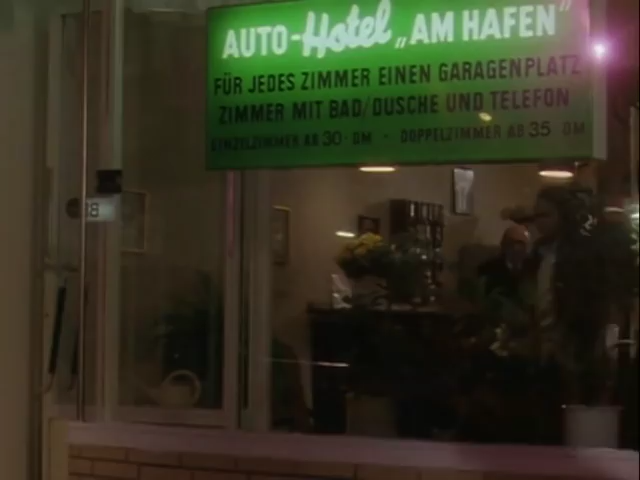 AUTO-Hotel „AM HAFEN"
FÜR JEDES ZIMMER EINEN GARAGENPLATZ
ZIMMER MIT BAD/DUSCHE UND TELEFON
EINZELZIMMER AB 30 DM - DOPPELZIMMER AB 35 DM